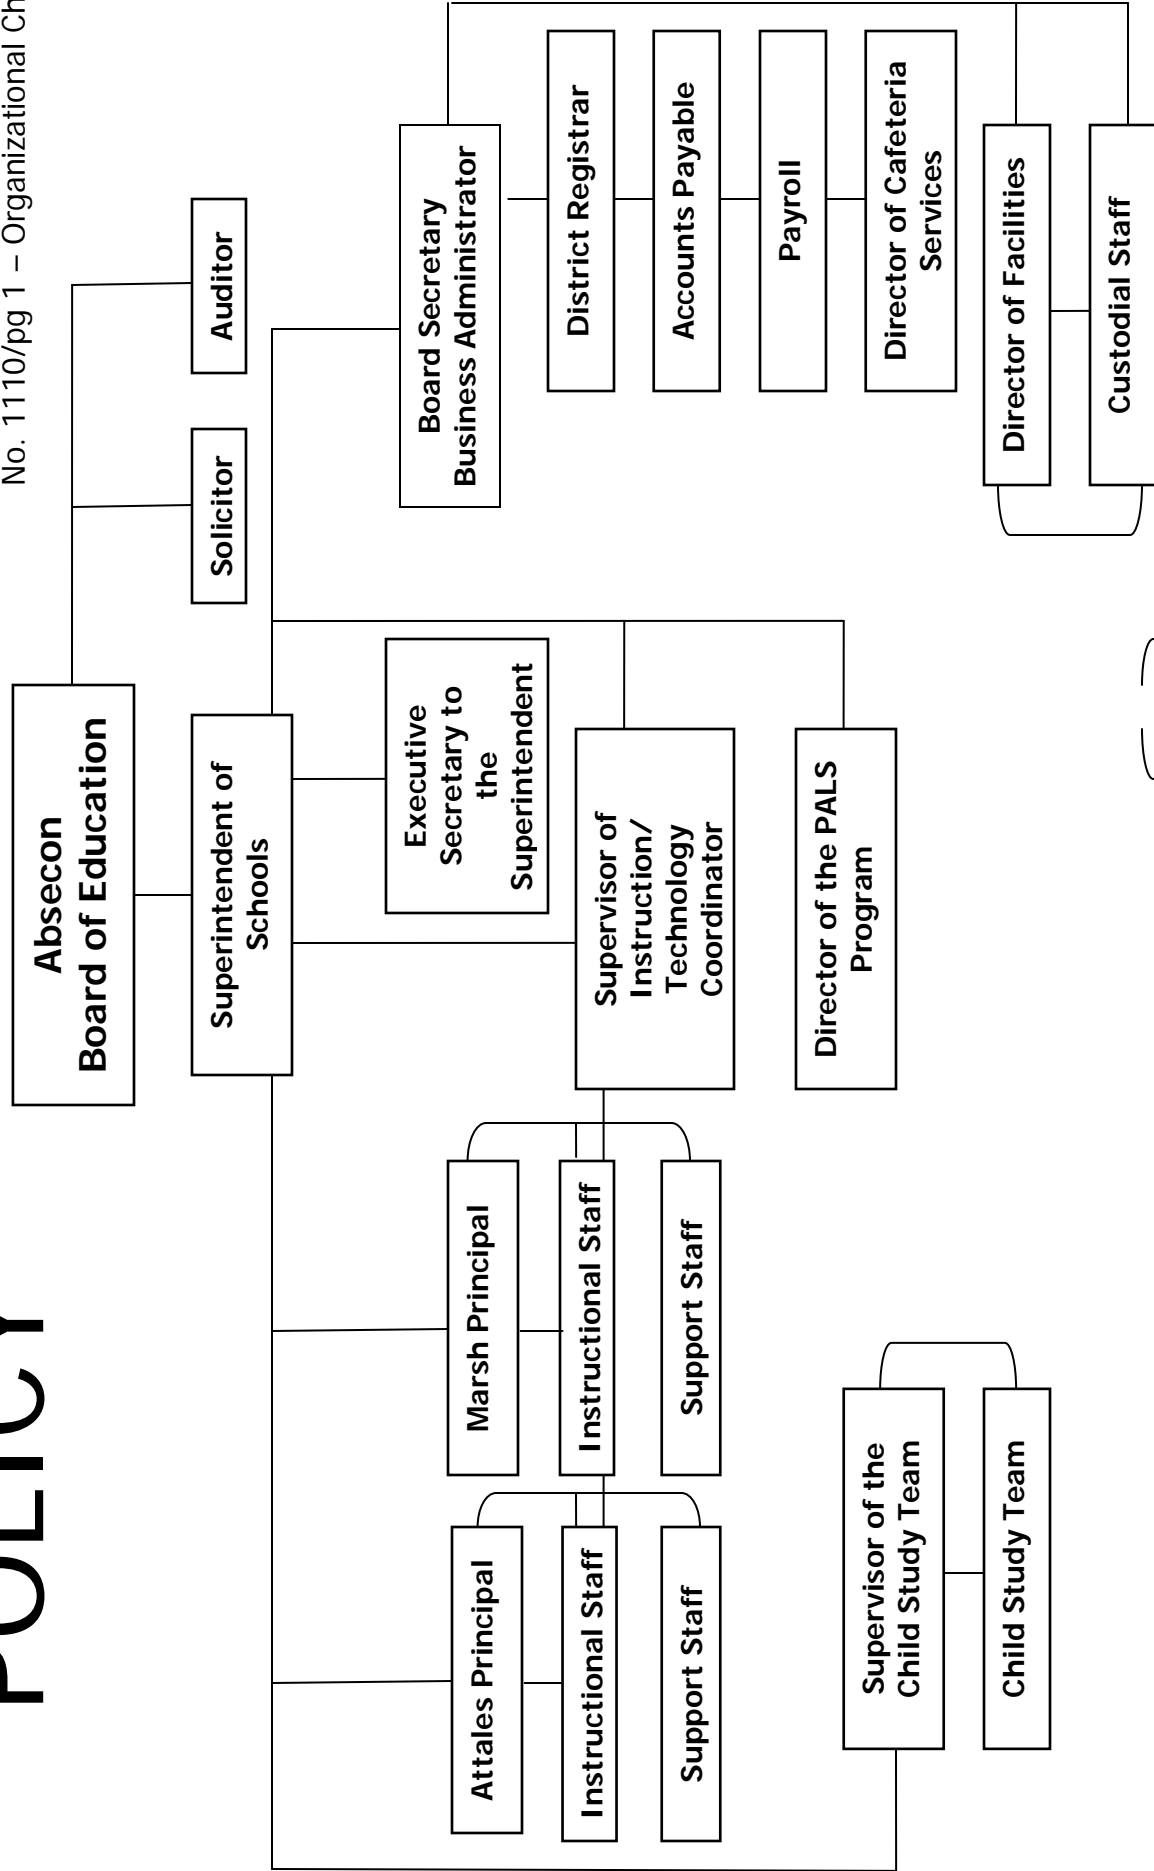 POLICY
No. 1110/pg 1 – Organizational Ch
Absecon
Board of Education
Solicitor
Auditor
Superintendent of
Schools
Executive
Secretary to
the
Superintendent
Board Secretary
Business Administrator
Attales Principal
Instructional Staff
Support Staff
Marsh Principal
Instructional Staff
Support Staff
Supervisor of
Instruction/
Technology
Coordinator
Director of the PALS
Program
District Registrar
Accounts Payable
Payroll
Director of Cafeteria
Services
Director of Facilities
Custodial Staff
Supervisor of the
Child Study Team
Child Study Team